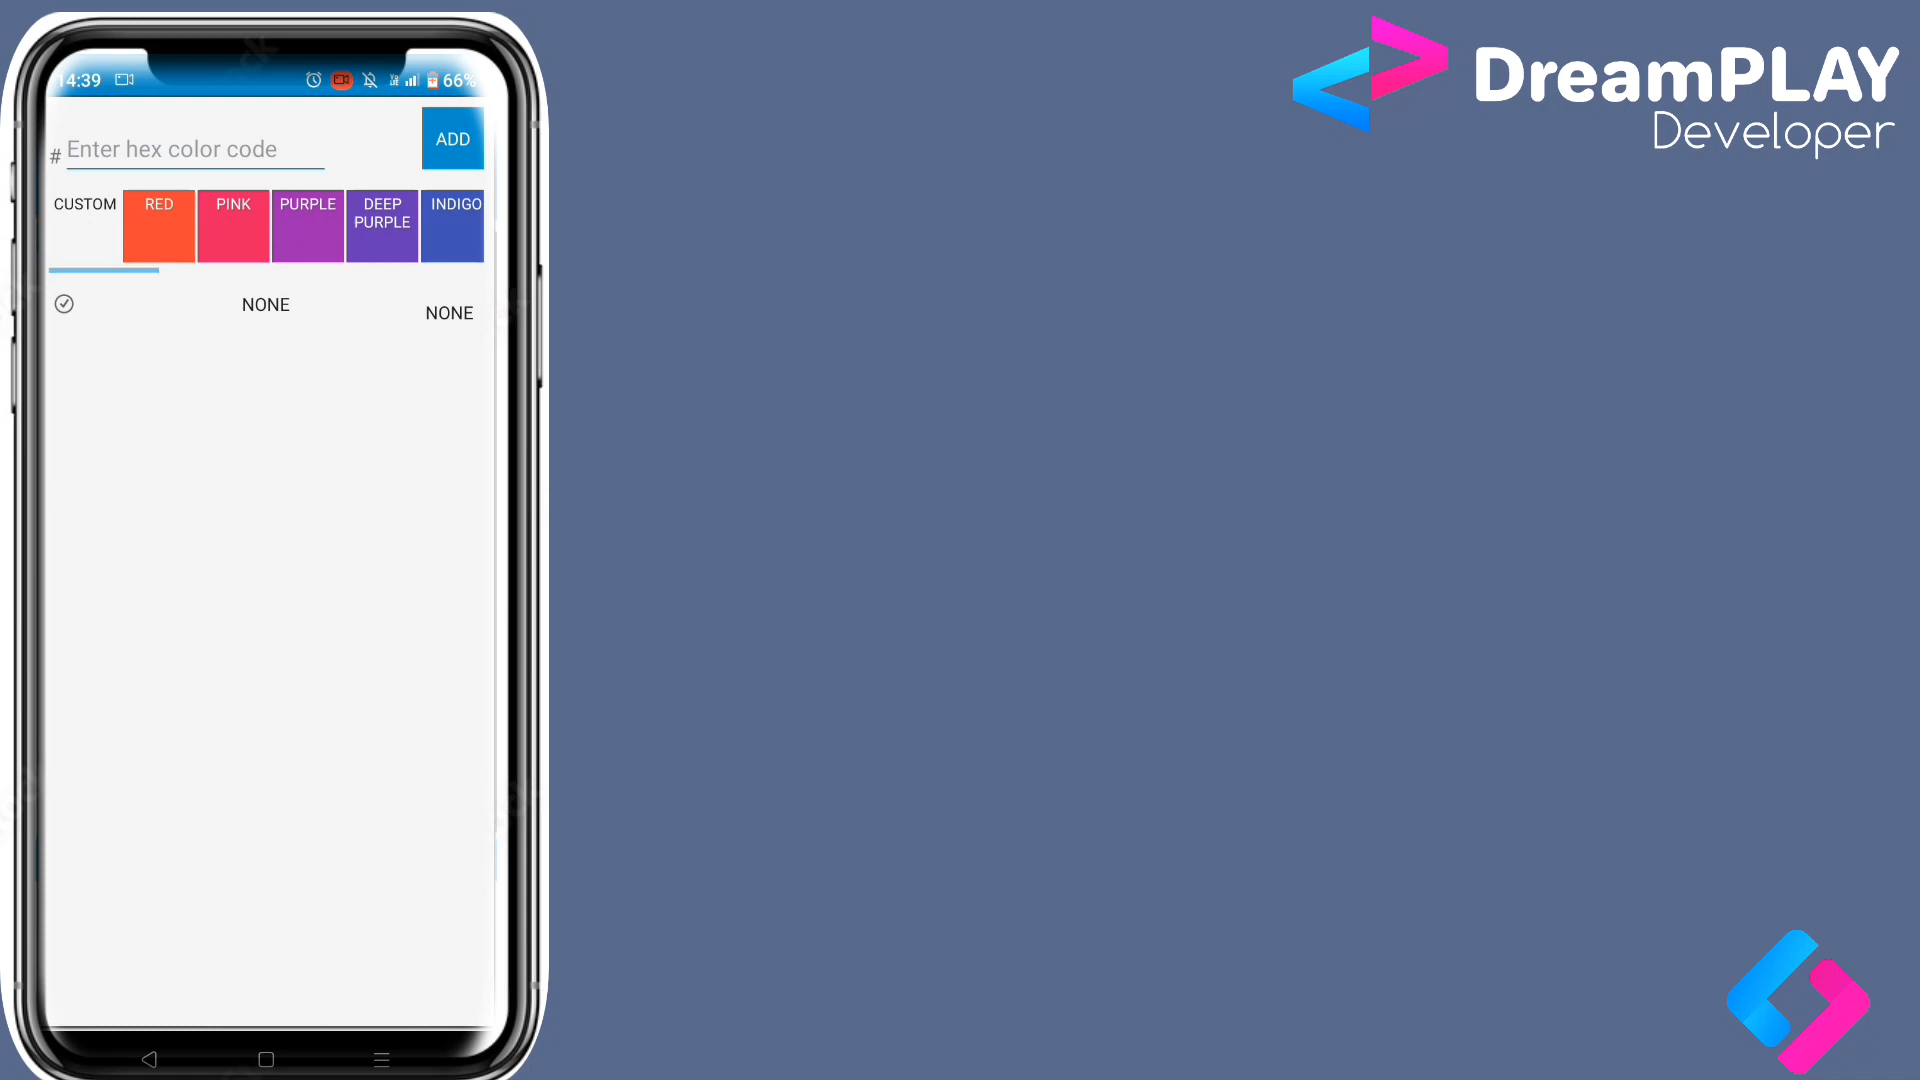 14:39
66%
# Enter hex color code
ADD
CUSTOM
RED
PINK
PURPLE
DEEP
PURPLE
INDIGO
NONE
NONE
DreamPLAY
Developer